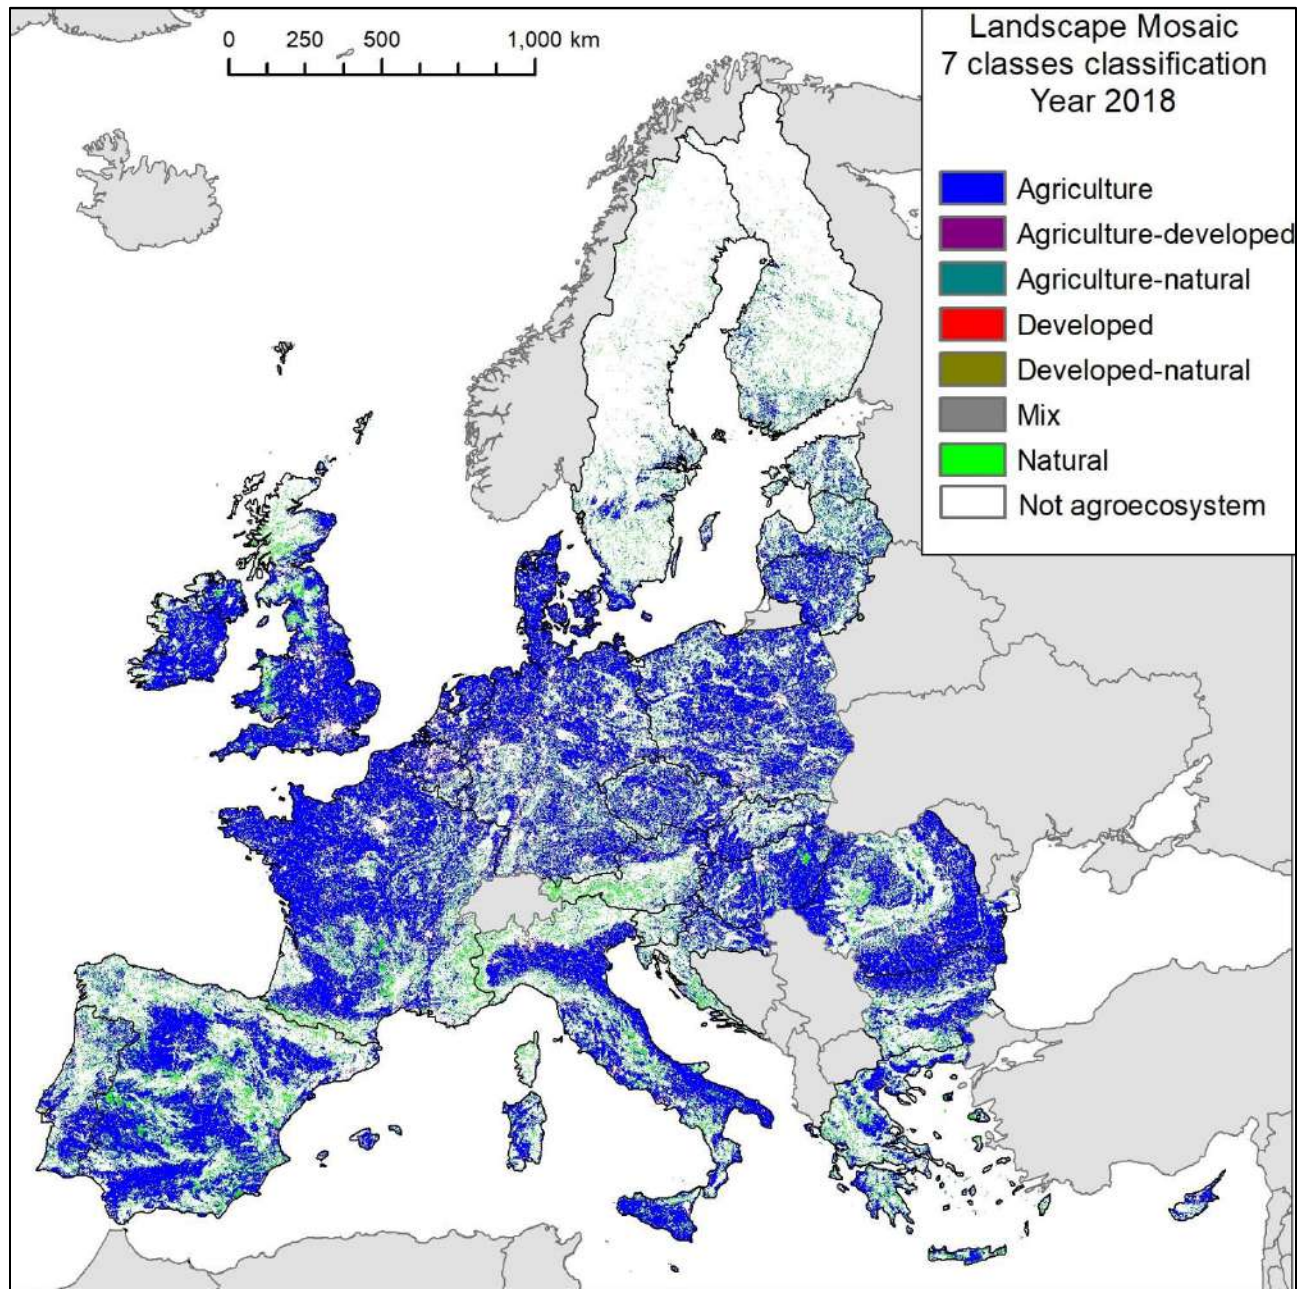 0 250 500 1,000 km
Landscape Mosaic
7 classes classification
Year 2018
Agriculture
Agriculture-developed
Agriculture-natural
Developed
Developed-natural
Mix
Natural
Not agroecosystem